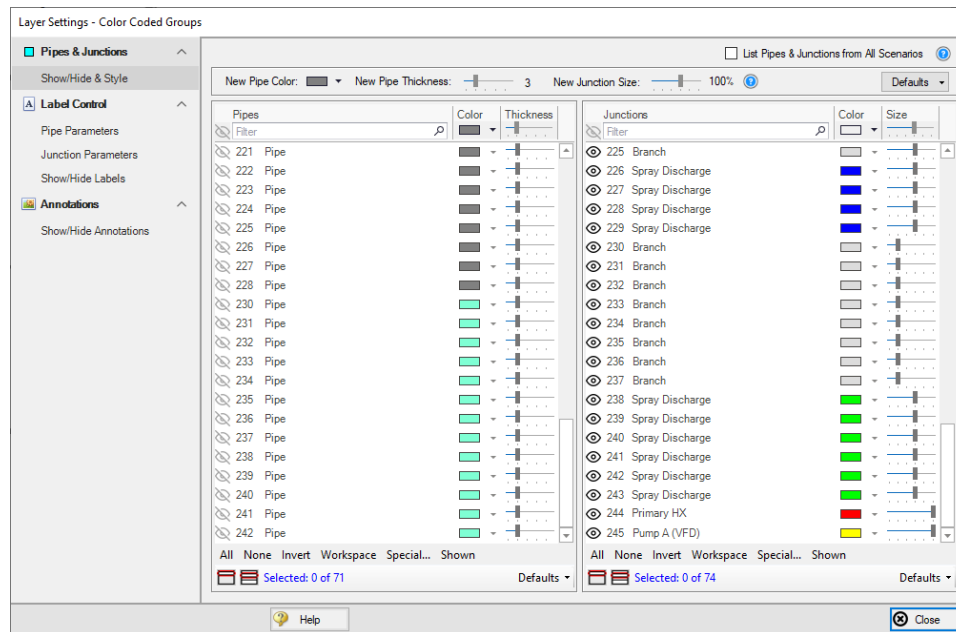 Layer Settings - Color Coded Groups
Pipes & Junctions
Show/Hide & Style
A Label Control
Pipe Parameters
Junction Parameters
Show/Hide Labels
Annotations
Show/Hide Annotations
List Pipes & Junctions from All Scenarios ?
New Pipe Color: New Pipe Thickness: 3 New Junction Size: 100% ? Defaults
Pipes Color Thickness
Filter
221 Pipe
222 Pipe
223 Pipe
224 Pipe
225 Pipe
226 Pipe
227 Pipe
228 Pipe
230 Pipe
231 Pipe
232 Pipe
233 Pipe
234 Pipe
235 Pipe
236 Pipe
237 Pipe
238 Pipe
239 Pipe
240 Pipe
241 Pipe
242 Pipe
All None Invert Workspace Special... Shown
Selected: 0 of 71 Defaults
Junctions Color Size
Filter
225 Branch
226 Spray Discharge
227 Spray Discharge
228 Spray Discharge
229 Spray Discharge
230 Branch
231 Branch
232 Branch
233 Branch
234 Branch
235 Branch
236 Branch
237 Branch
238 Spray Discharge
239 Spray Discharge
240 Spray Discharge
241 Spray Discharge
242 Spray Discharge
243 Spray Discharge
244 Primary HX
245 Pump A (VFD)
All None Invert Workspace Special... Shown
Selected: 0 of 74 Defaults
? Help
Close